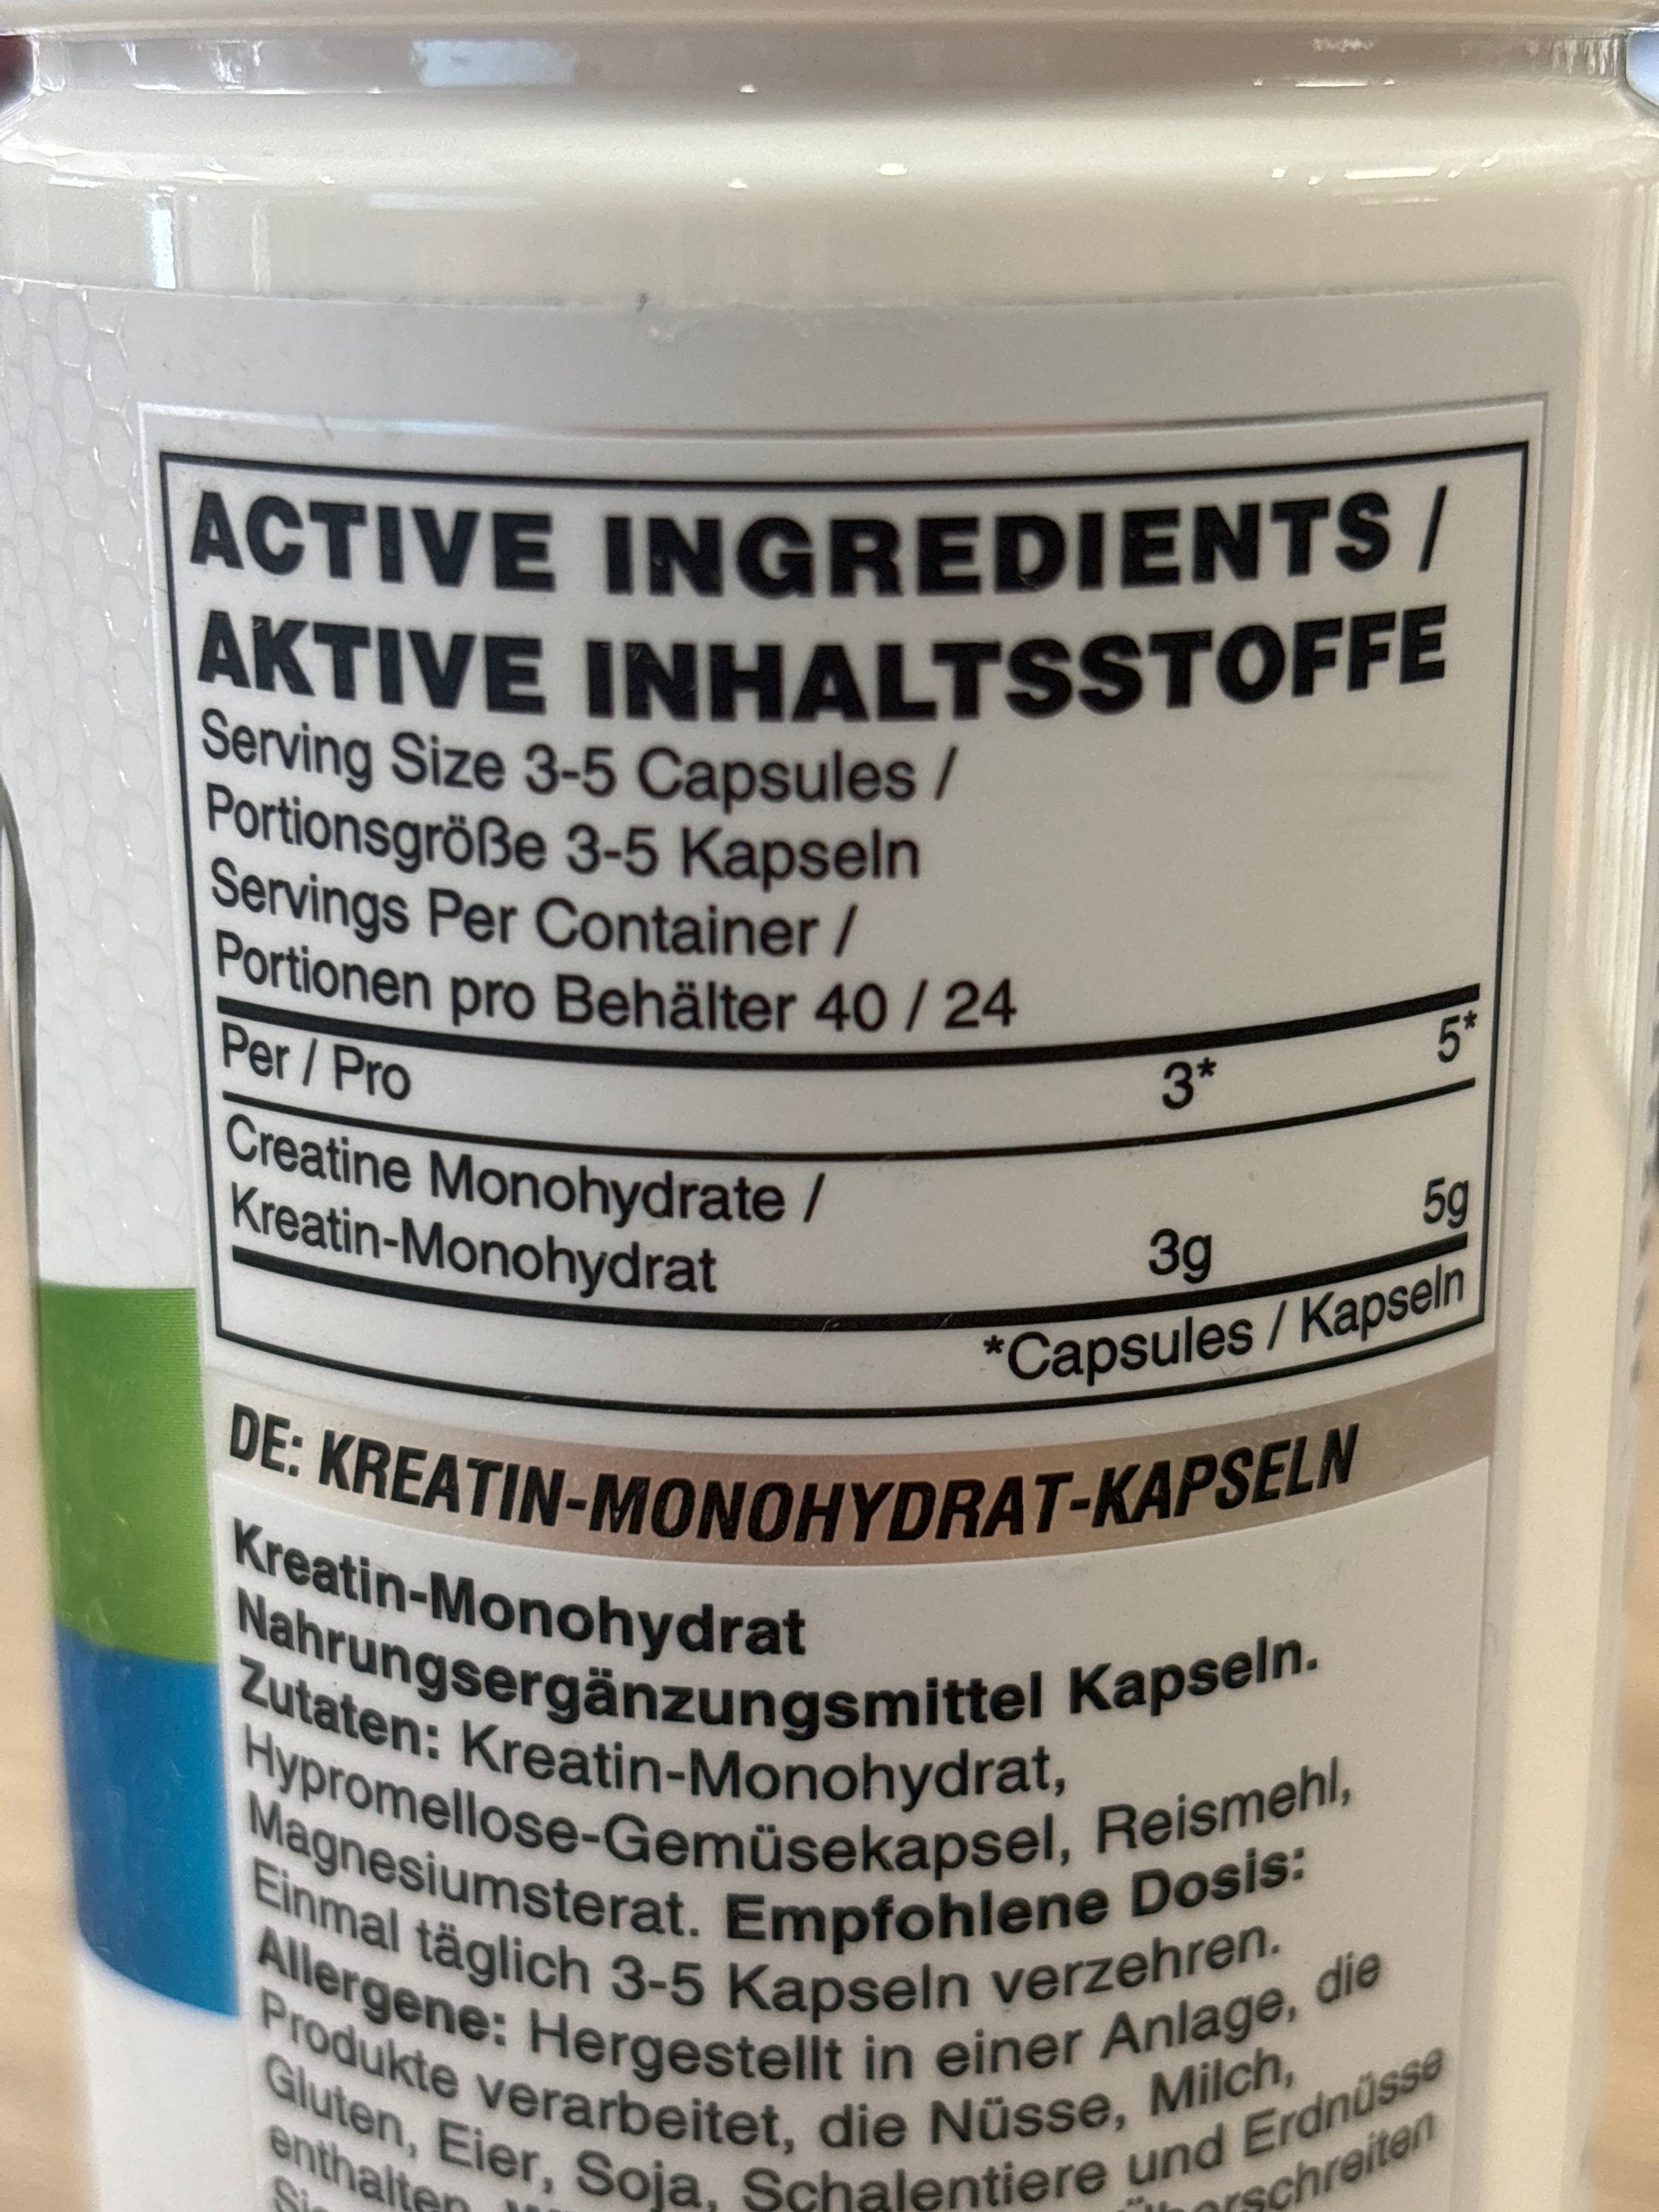 ACTIVE INGREDIENTS /
AKTIVE INHALTSSTOFFE
Serving Size 3-5 Capsules /
Portionsgröße 3-5 Kapseln
Servings Per Container /
Portionen pro Behälter 40 / 24
Per / Pro 3* 5*
Creatine Monohydrate /
Kreatin-Monohydrat 3g 5g
*Capsules / Kapseln
DE: KREATIN-MONOHYDRAT-KAPSELN
Kreatin-Monohydrat
Nahrungsergänzungsmittel Kapseln.
Zutaten: Kreatin-Monohydrat,
Hypromellose-Gemüsekapsel, Reismehl,
Magnesiumsterat. Empfohlene Dosis:
Einmal täglich 3-5 Kapseln verzehren.
Allergene: Hergestellt in einer Anlage, die
Produkte verarbeitet, die Nüsse, Milch,
Gluten, Eier, Soja, Schalentiere und Erdnüsse
enthalten